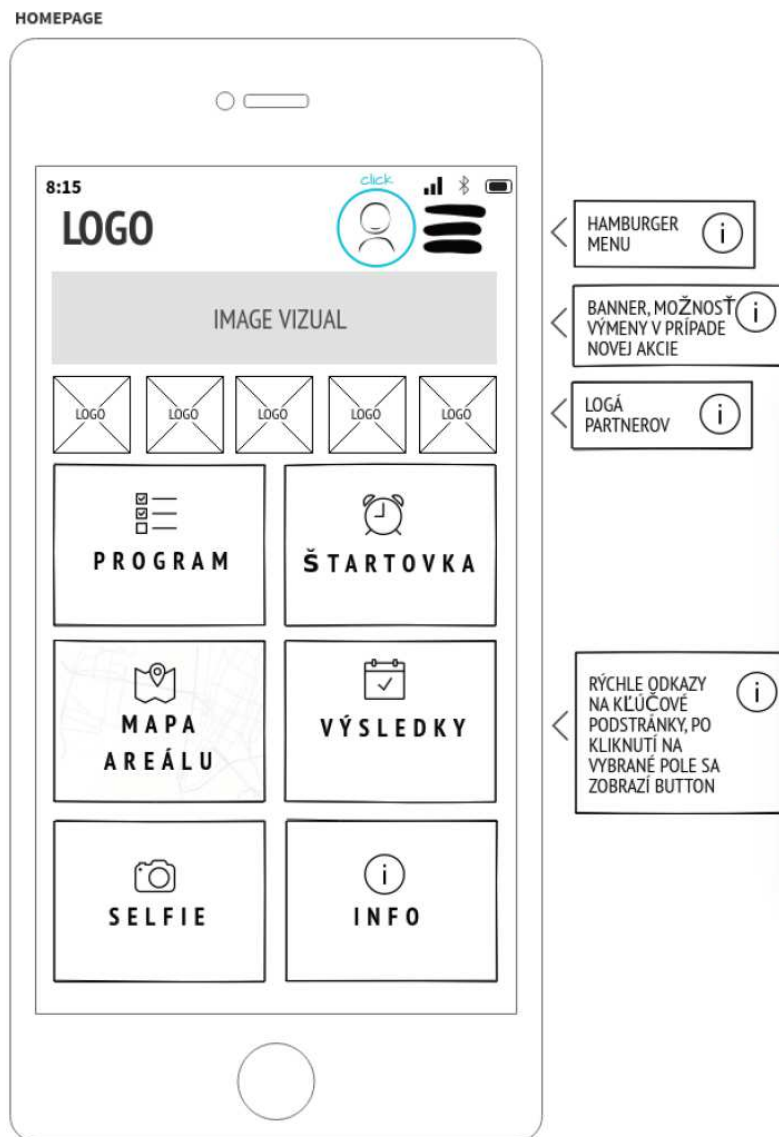 HOMEPAGE
8:15
click
LOGO
HAMBURGER
MENU
i
IMAGE VIZUAL
BANNER, MOŽNOSŤ
VÝMENY V PRÍPADE
NOVEJ AKCIE
i
LOGO LOGO LOGO LOGO LOGO
LOGÁ
PARTNEROV
i
PROGRAM
ŠTARTOVKA
MAPA
AREÁLU
VÝSLEDKY
RÝCHLE ODKAZY
NA KĽÚČOVÉ
PODSTRÁNKY, PO
KLIKNUTÍ NA
VYBRANÉ POLE SA
ZOBRAZÍ BUTTON
i
SELFIE
i
INFO